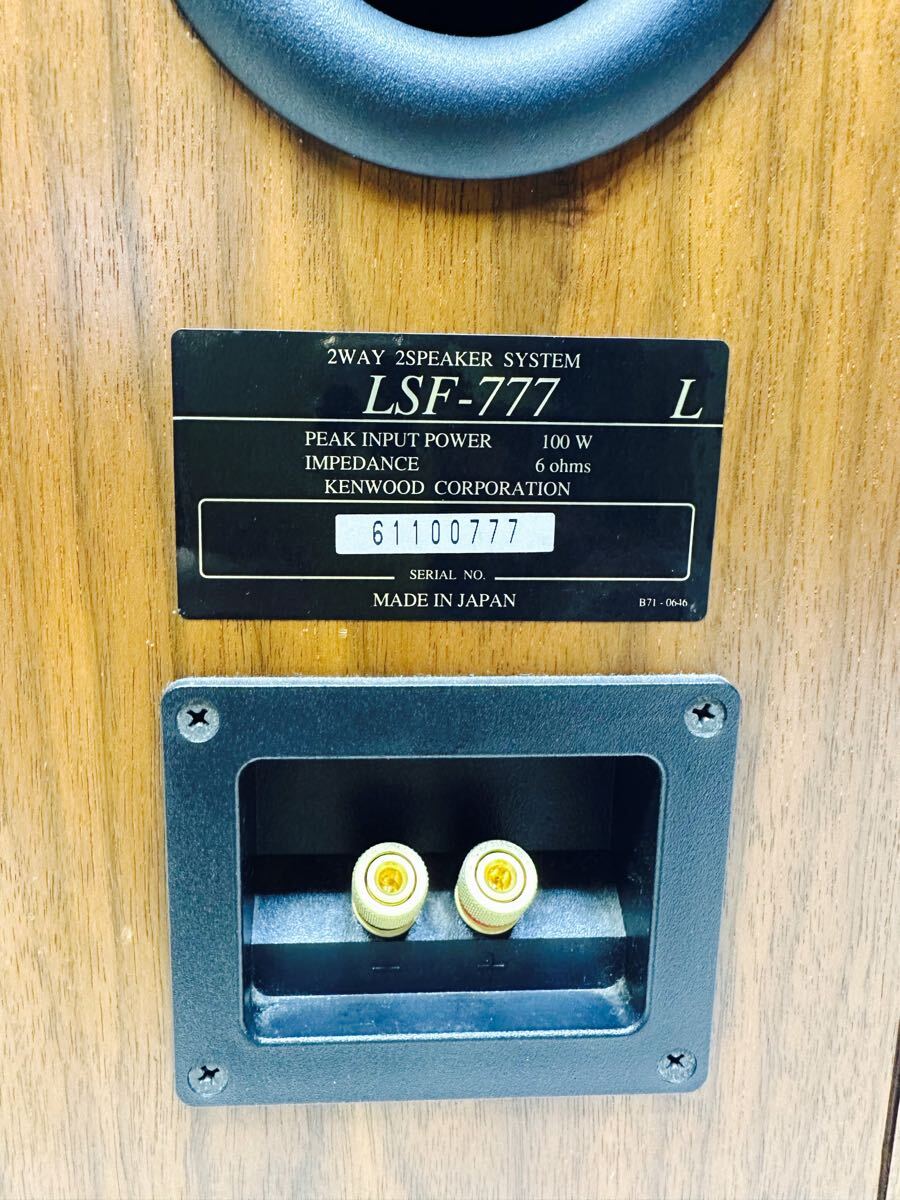 2WAY 2SPEAKER SYSTEM
LSF-777 L
PEAK INPUT POWER 100 W
IMPEDANCE 6 ohms
KENWOOD CORPORATION
61100777
SERIAL NO.
MADE IN JAPAN B71-0646
− +